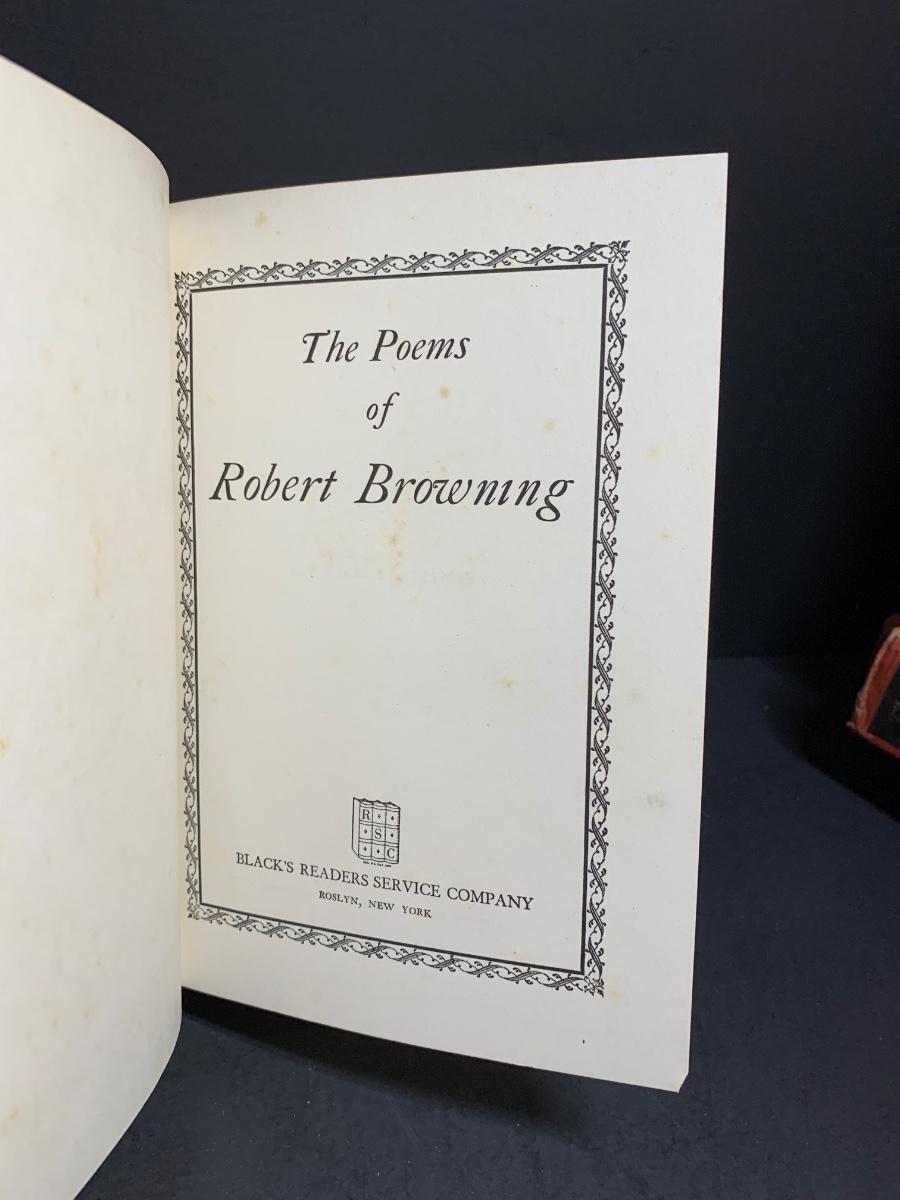 The Poems
of
Robert Browning
R
S
C
BLACK'S READERS SERVICE COMPANY
ROSLYN, NEW YORK